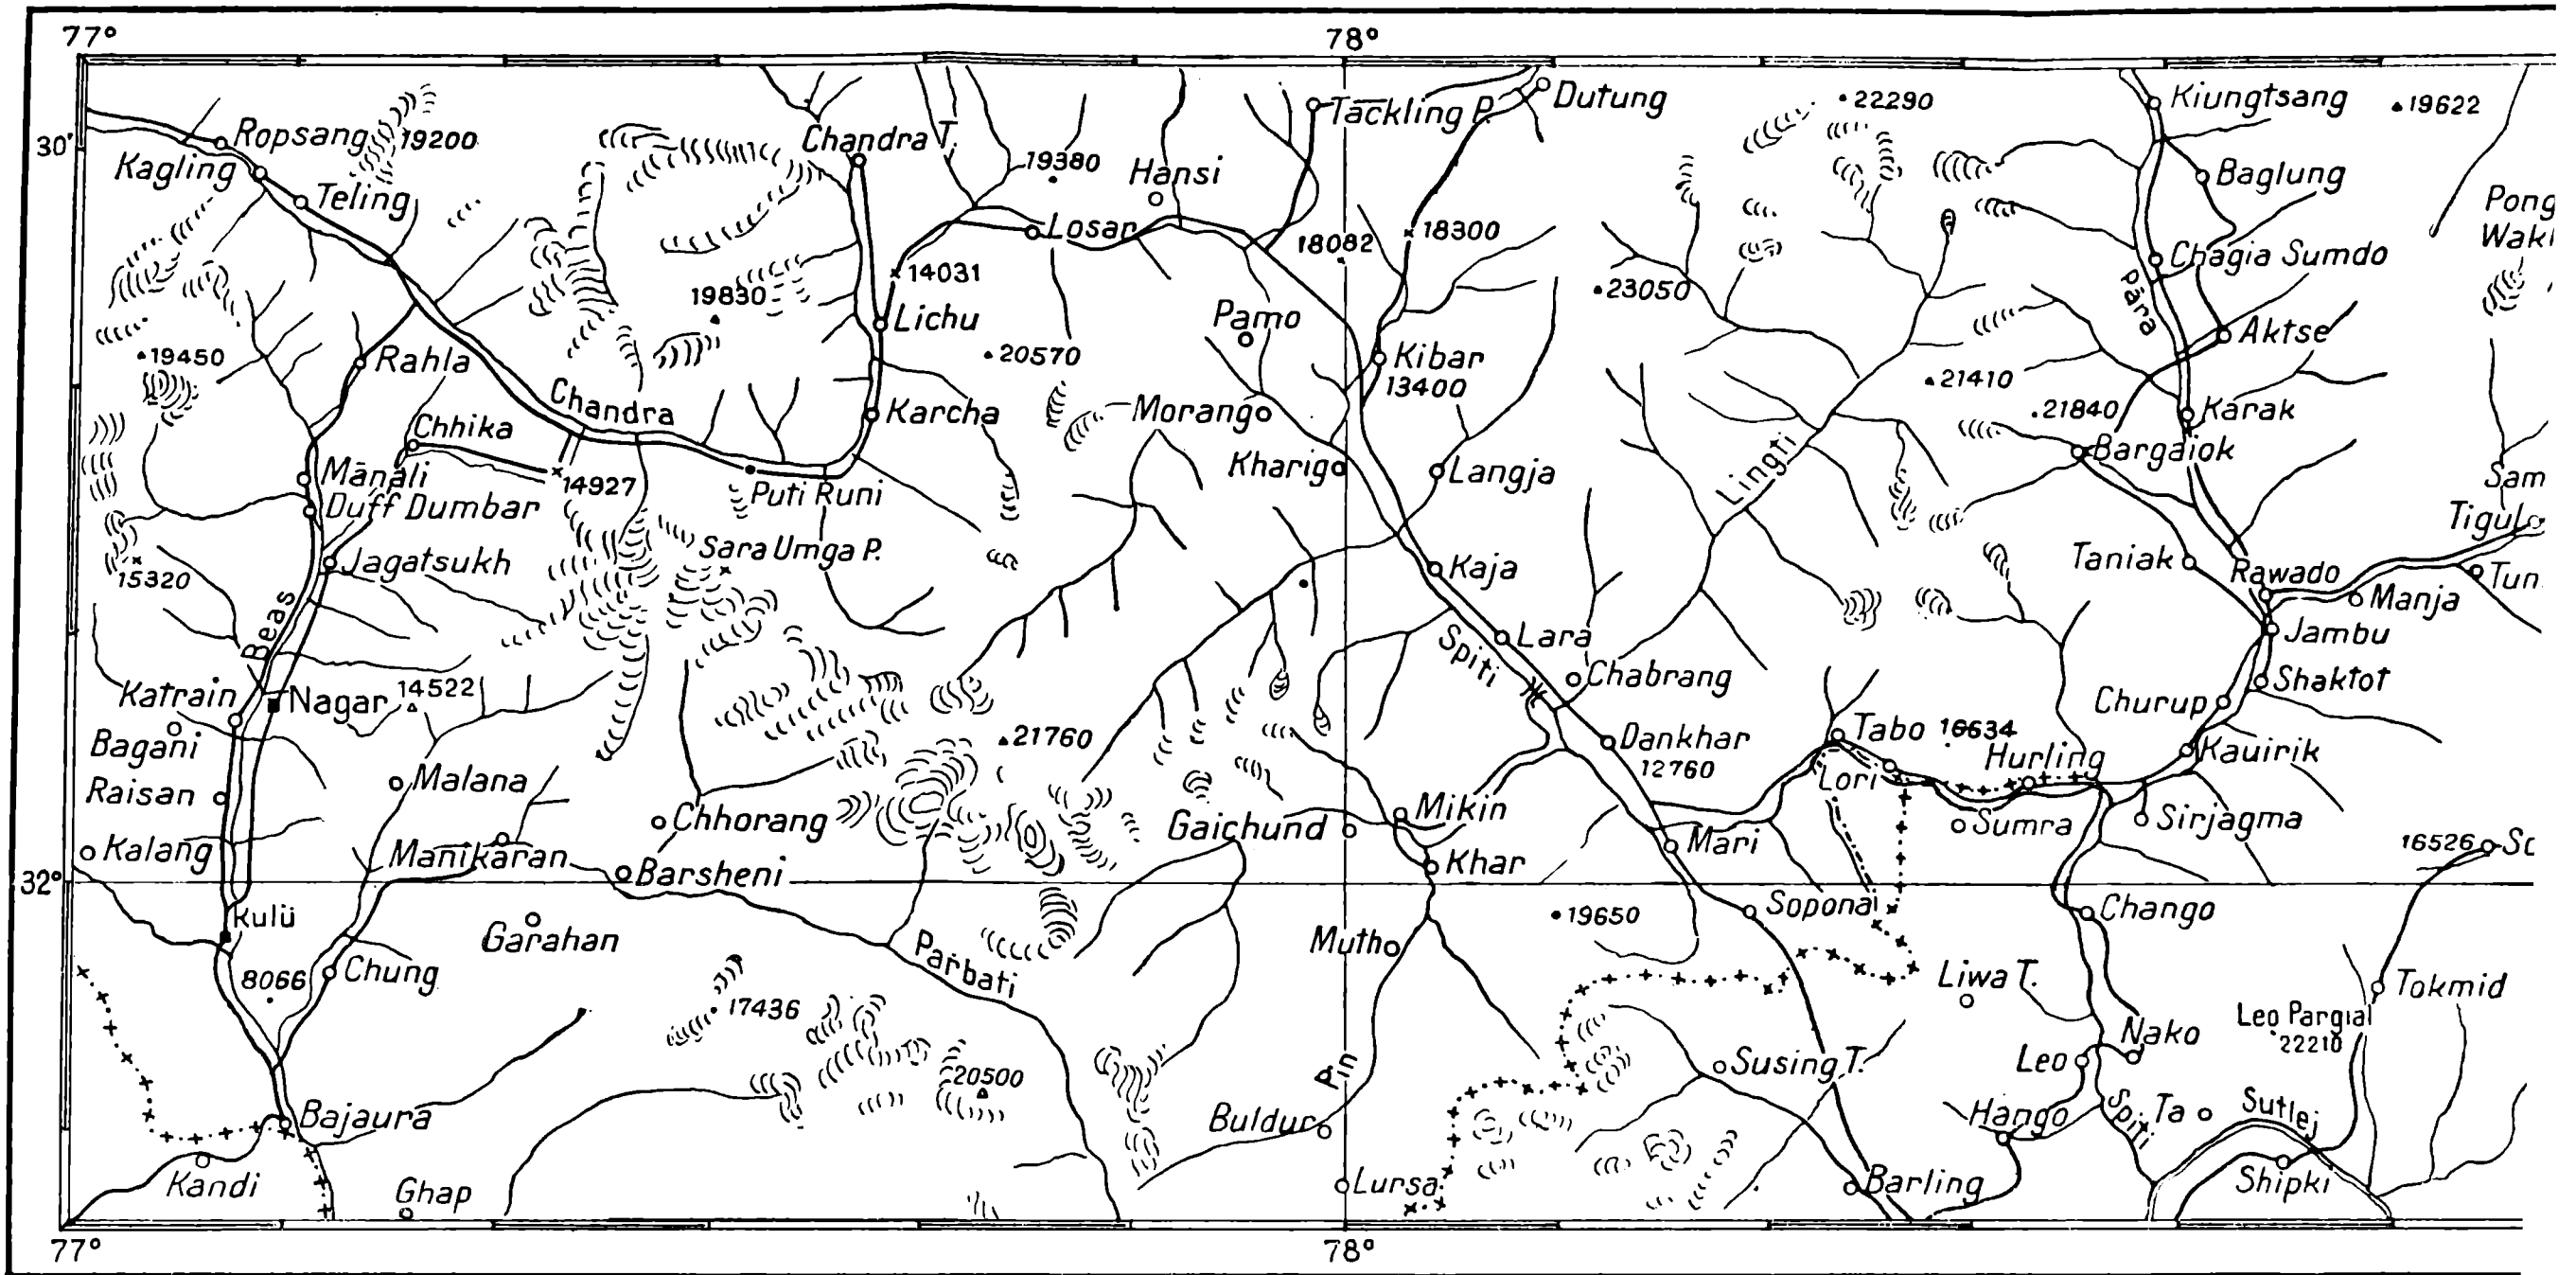 77°
78°
30'
Ropsang
19200
Kagling
Teling
Chandra T.
19380
Hansi
Tackling P.
Dutung
22290
Kiungtsang
19622
Baglung
Losar
18082
18300
14031
Chagia Sumdo
Pong
19830
23050
Pāra
Lichu
Pamo
Aktse
19450
Rahla
20570
Kibar
13400
21410
Chandra
Karcha
Morango
21840
Karak
Chhika
Bargaiok
Mānāli
14927
Puti Runi
Kharigo
Langja
Lingti
Sam
Duff Dumbar
Tigul
Sara Umga P.
Jagatsukh
15320
Kaja
Taniak
Rawado
Tun
Manja
Beas
Lara
Jambu
Spiti
Chabrang
Shaktot
Katrain
Nagar
14522
Churup
Bagani
21760
Dankhar
12760
Tabo
16634
Hurling
Kauirik
Malana
Lori
Raisan
Chhorang
Mikin
Gaichund
Sumra
Sirjagma
Kalang
Manikaran
Mari
16526
32°
Barsheni
Khar
Kulū
Garahan
19650
Sopona
Chango
Parbati
Mutho
Chung
8066
Liwa T.
Tokmid
17436
Leo Pargial
22210
Nako
Pin
Leo
20500
Susing T.
Bajaura
Buldur
Hango
Spiti
Ta
Sutlej
Kandi
Ghap
Lursa
Barling
Shipki
77°
78°